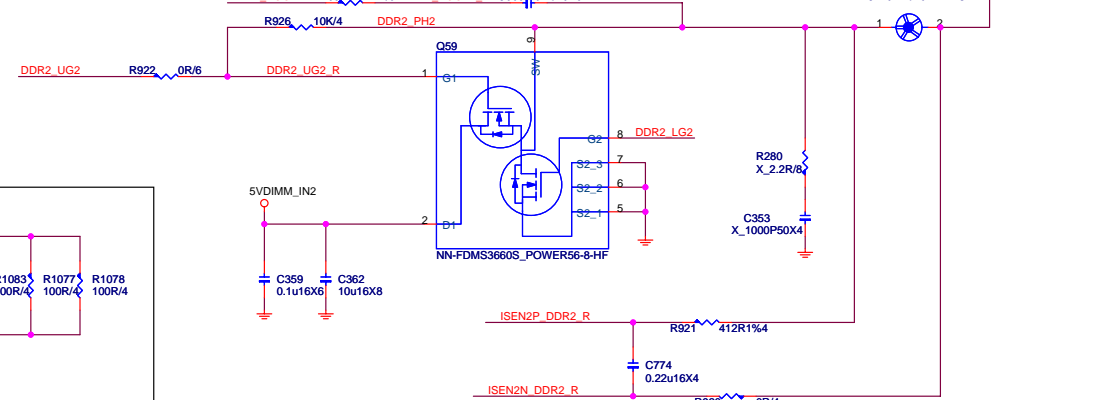 R926
10K/4
DDR2_PH2
1
2
Q59
9
SW
DDR2_UG2
R922
0R/6
DDR2_UG2_R
1
G1
G2
8
DDR2_LG2
S2_3
7
S2_2
6
S2_1
5
R280
X_2.2R/8
C353
X_1000P50X4
5VDIMM_IN2
2
D1
NN-FDMS3660S_POWER56-8-HF
C359
0.1u16X6
C362
10u16X8
R1077
100R/4
R1078
100R/4
ISEN2P_DDR2_R
R921
412R1%4
C774
0.22u16X4
ISEN2N_DDR2_R